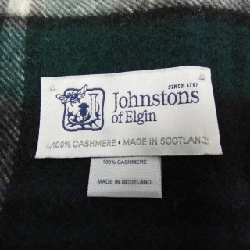 SINCE 1797
Johnstons
of Elgin
100% CASHMERE • MADE IN SCOTLAND
100% CASHMERE
MADE IN SCOTLAND